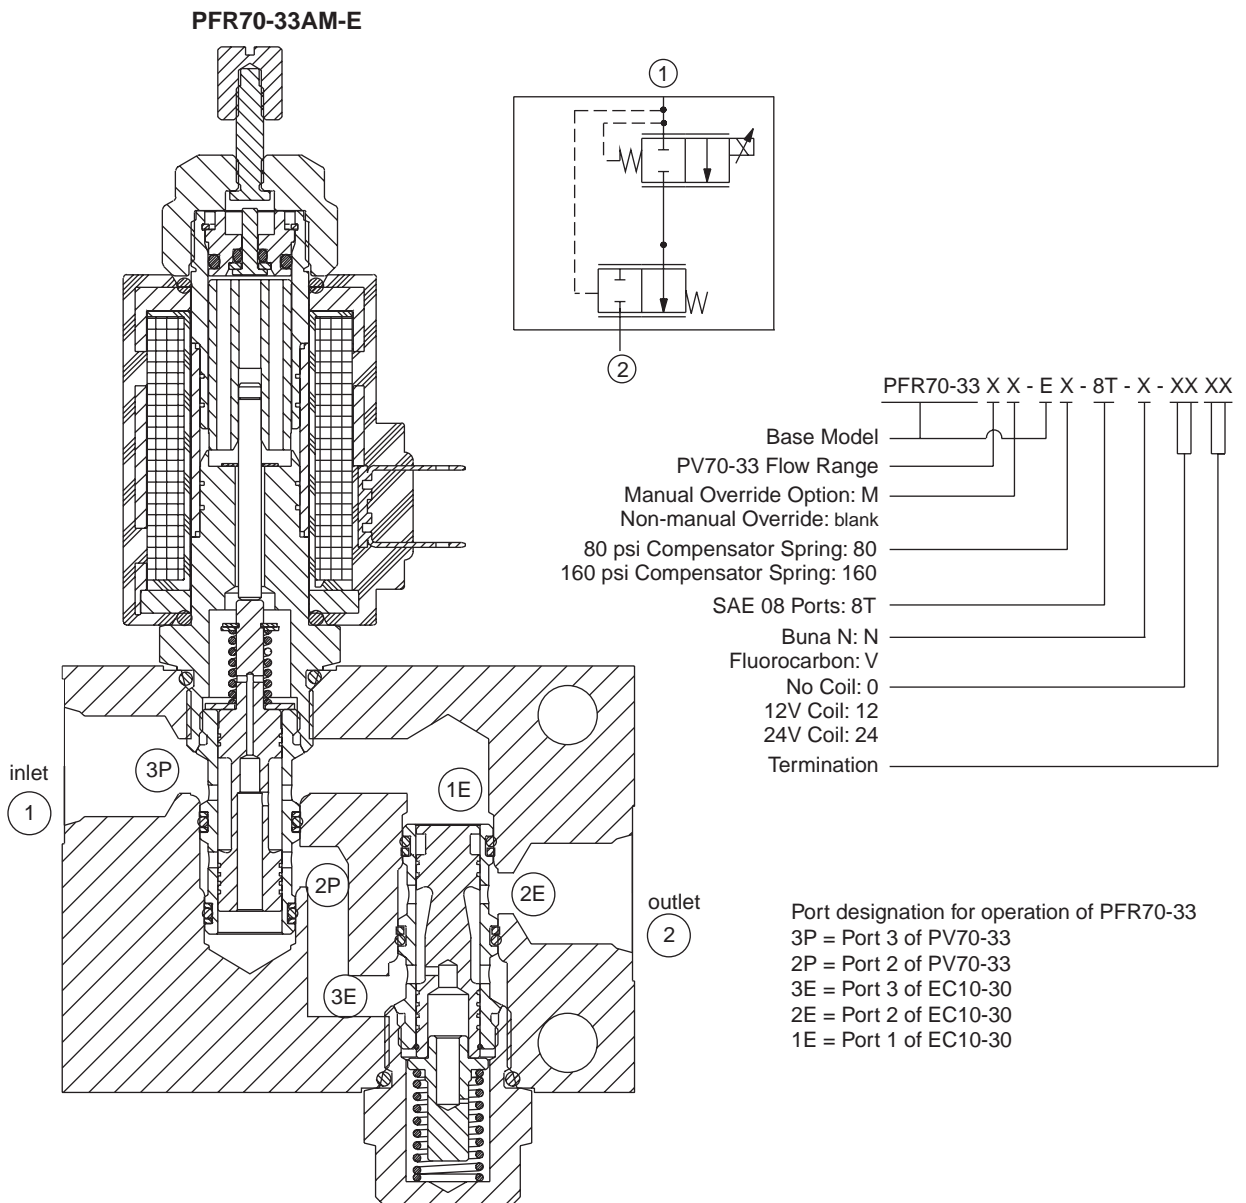 PFR70-33AM-E
1
2
PFR70-33 X X - E X - 8T - X - XX XX
Base Model
PV70-33 Flow Range
Manual Override Option: M
Non-manual Override: blank
80 psi Compensator Spring: 80
160 psi Compensator Spring: 160
SAE 08 Ports: 8T
Buna N: N
Fluorocarbon: V
No Coil: 0
12V Coil: 12
24V Coil: 24
Termination
inlet
1
3P
1E
2P
2E
3E
outlet
2
Port designation for operation of PFR70-33
3P = Port 3 of PV70-33
2P = Port 2 of PV70-33
3E = Port 3 of EC10-30
2E = Port 2 of EC10-30
1E = Port 1 of EC10-30